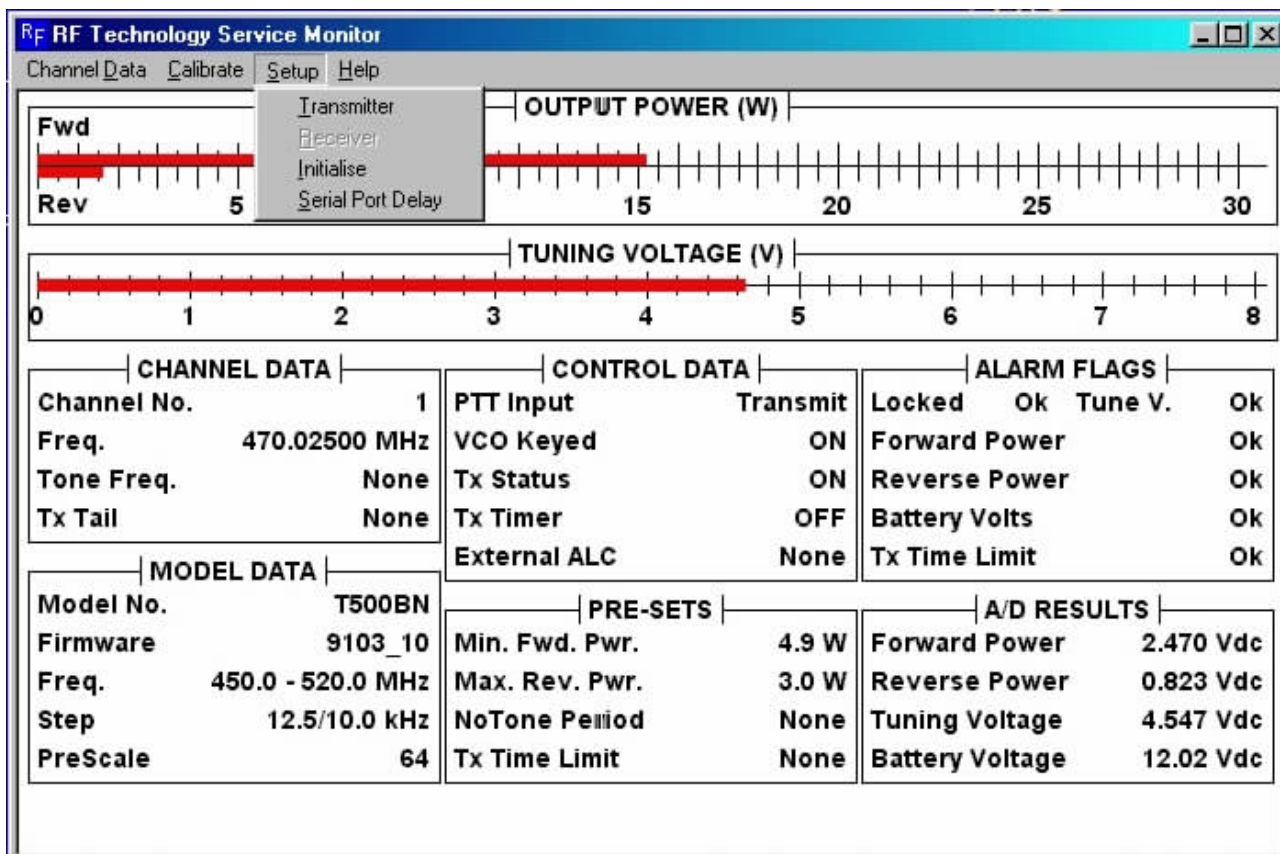 RF RF Technology Service Monitor
Channel Data Calibrate Setup Help
Transmitter
Receiver
Initialise
Serial Port Delay
OUTPUT POWER (W)
Fwd
Rev 5 15 20 25 30
TUNING VOLTAGE (V)
0 1 2 3 4 5 6 7 8
CHANNEL DATA
Channel No. 1
Freq. 470.02500 MHz
Tone Freq. None
Tx Tail None
MODEL DATA
Model No. T500BN
Firmware 9103_10
Freq. 450.0 - 520.0 MHz
Step 12.5/10.0 kHz
PreScale 64
CONTROL DATA
PTT Input Transmit
VCO Keyed ON
Tx Status ON
Tx Timer OFF
External ALC None
PRE-SETS
Min. Fwd. Pwr. 4.9 W
Max. Rev. Pwr. 3.0 W
NoTone Period None
Tx Time Limit None
ALARM FLAGS
Locked Ok Tune V. Ok
Forward Power Ok
Reverse Power Ok
Battery Volts Ok
Tx Time Limit Ok
A/D RESULTS
Forward Power 2.470 Vdc
Reverse Power 0.823 Vdc
Tuning Voltage 4.547 Vdc
Battery Voltage 12.02 Vdc